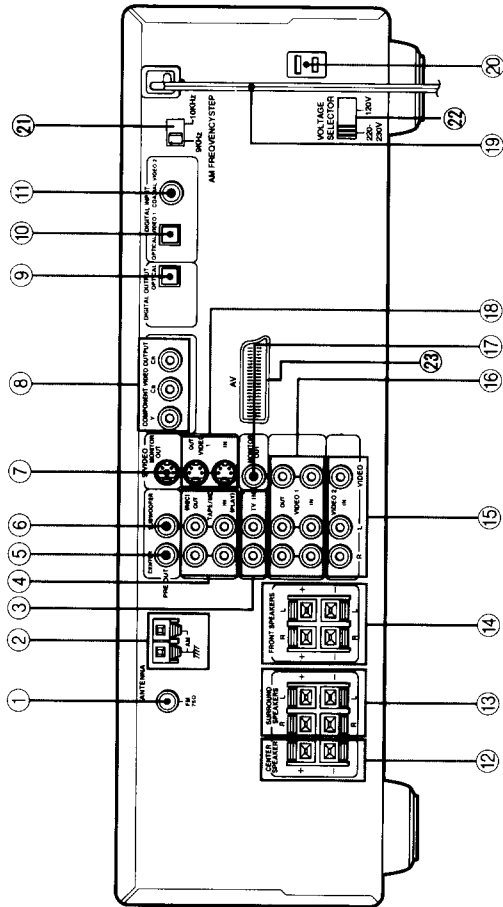 ① ② ③ ④ ⑤ ⑥ ⑦ ⑧ ⑨ ⑩ ⑪ ㉑
ANTENNA
FM
75Ω
AM
PRE OUT
CENTER
SUBWOOFER
(REC)
OUT
TAPE/MD
IN
(PLAY)
TV IN
OUT
VIDEO 1
IN
VIDEO 2
IN
R
L
VIDEO
S-VIDEO
MONITOR
OUT
OUT
VIDEO
1
IN
MONITOR
OUT
COMPONENT VIDEO OUTPUT
Y
CB
CR
DIGITAL OUTPUT
OPTICAL
DIGITAL INPUT
OPTICAL VIDEO 1
COAXIAL VIDEO 2
9KHz
10KHz
AM FREQVENCYSTEP
AV
CENTER
SPEAKER
+
−
SURROUND
SPEAKERS
+
−
R
L
FRONT SPEAKERS
R
L
+
−
R
L
VOLTAGE
SELECTOR
220-
230V
120V
⑫ ⑬ ⑭ ⑮ ⑯ ㉓ ⑰ ⑱ ⑲ ㉒ ⑳